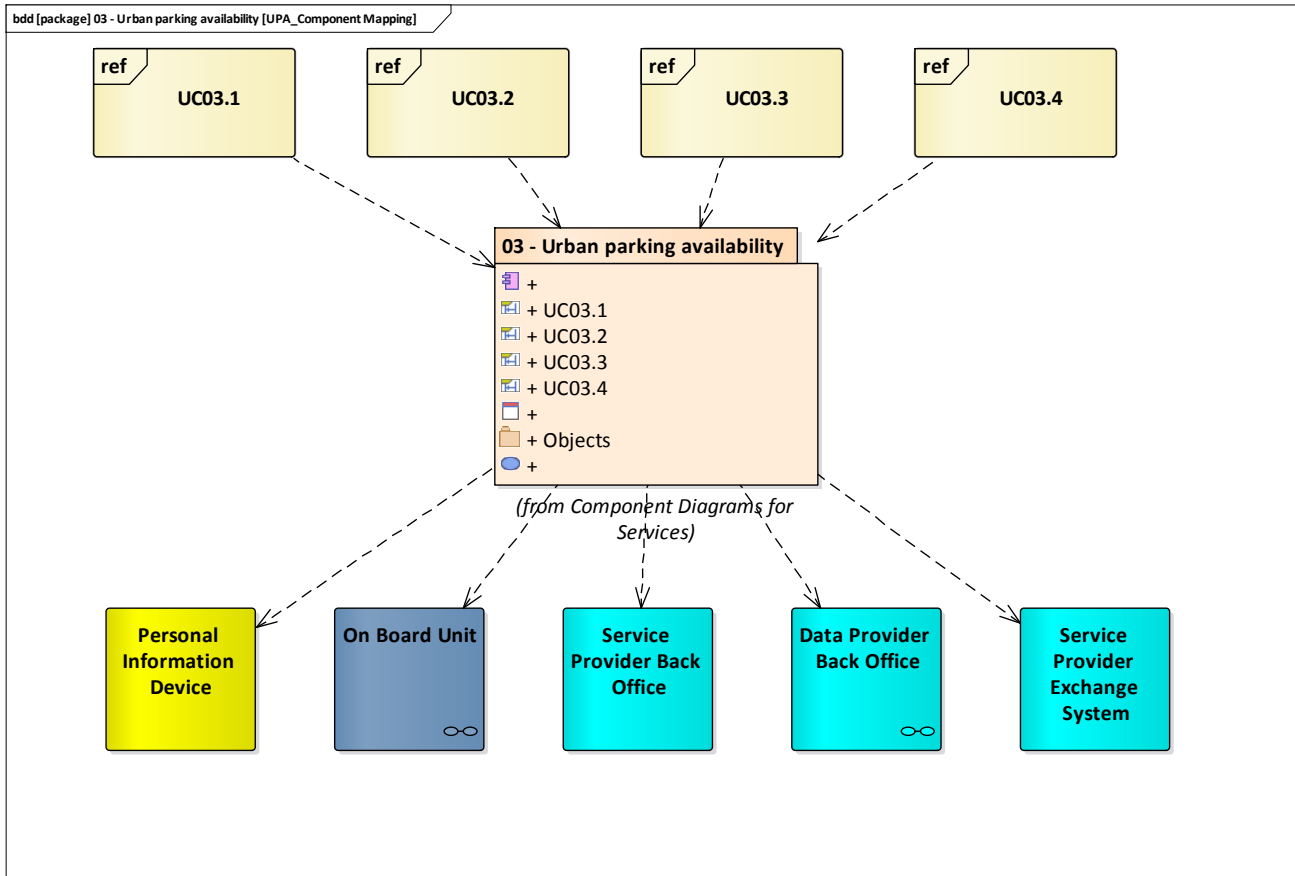 bdd [package] 03 - Urban parking availability [UPA_Component Mapping]
ref
UC03.1
ref
UC03.2
ref
UC03.3
ref
UC03.4
03 - Urban parking availability
+
+ UC03.1
+ UC03.2
+ UC03.3
+ UC03.4
+
+ Objects
+
(from Component Diagrams for
Services)
Personal
Information
Device
On Board Unit
Service
Provider Back
Office
Data Provider
Back Office
Service
Provider
Exchange
System